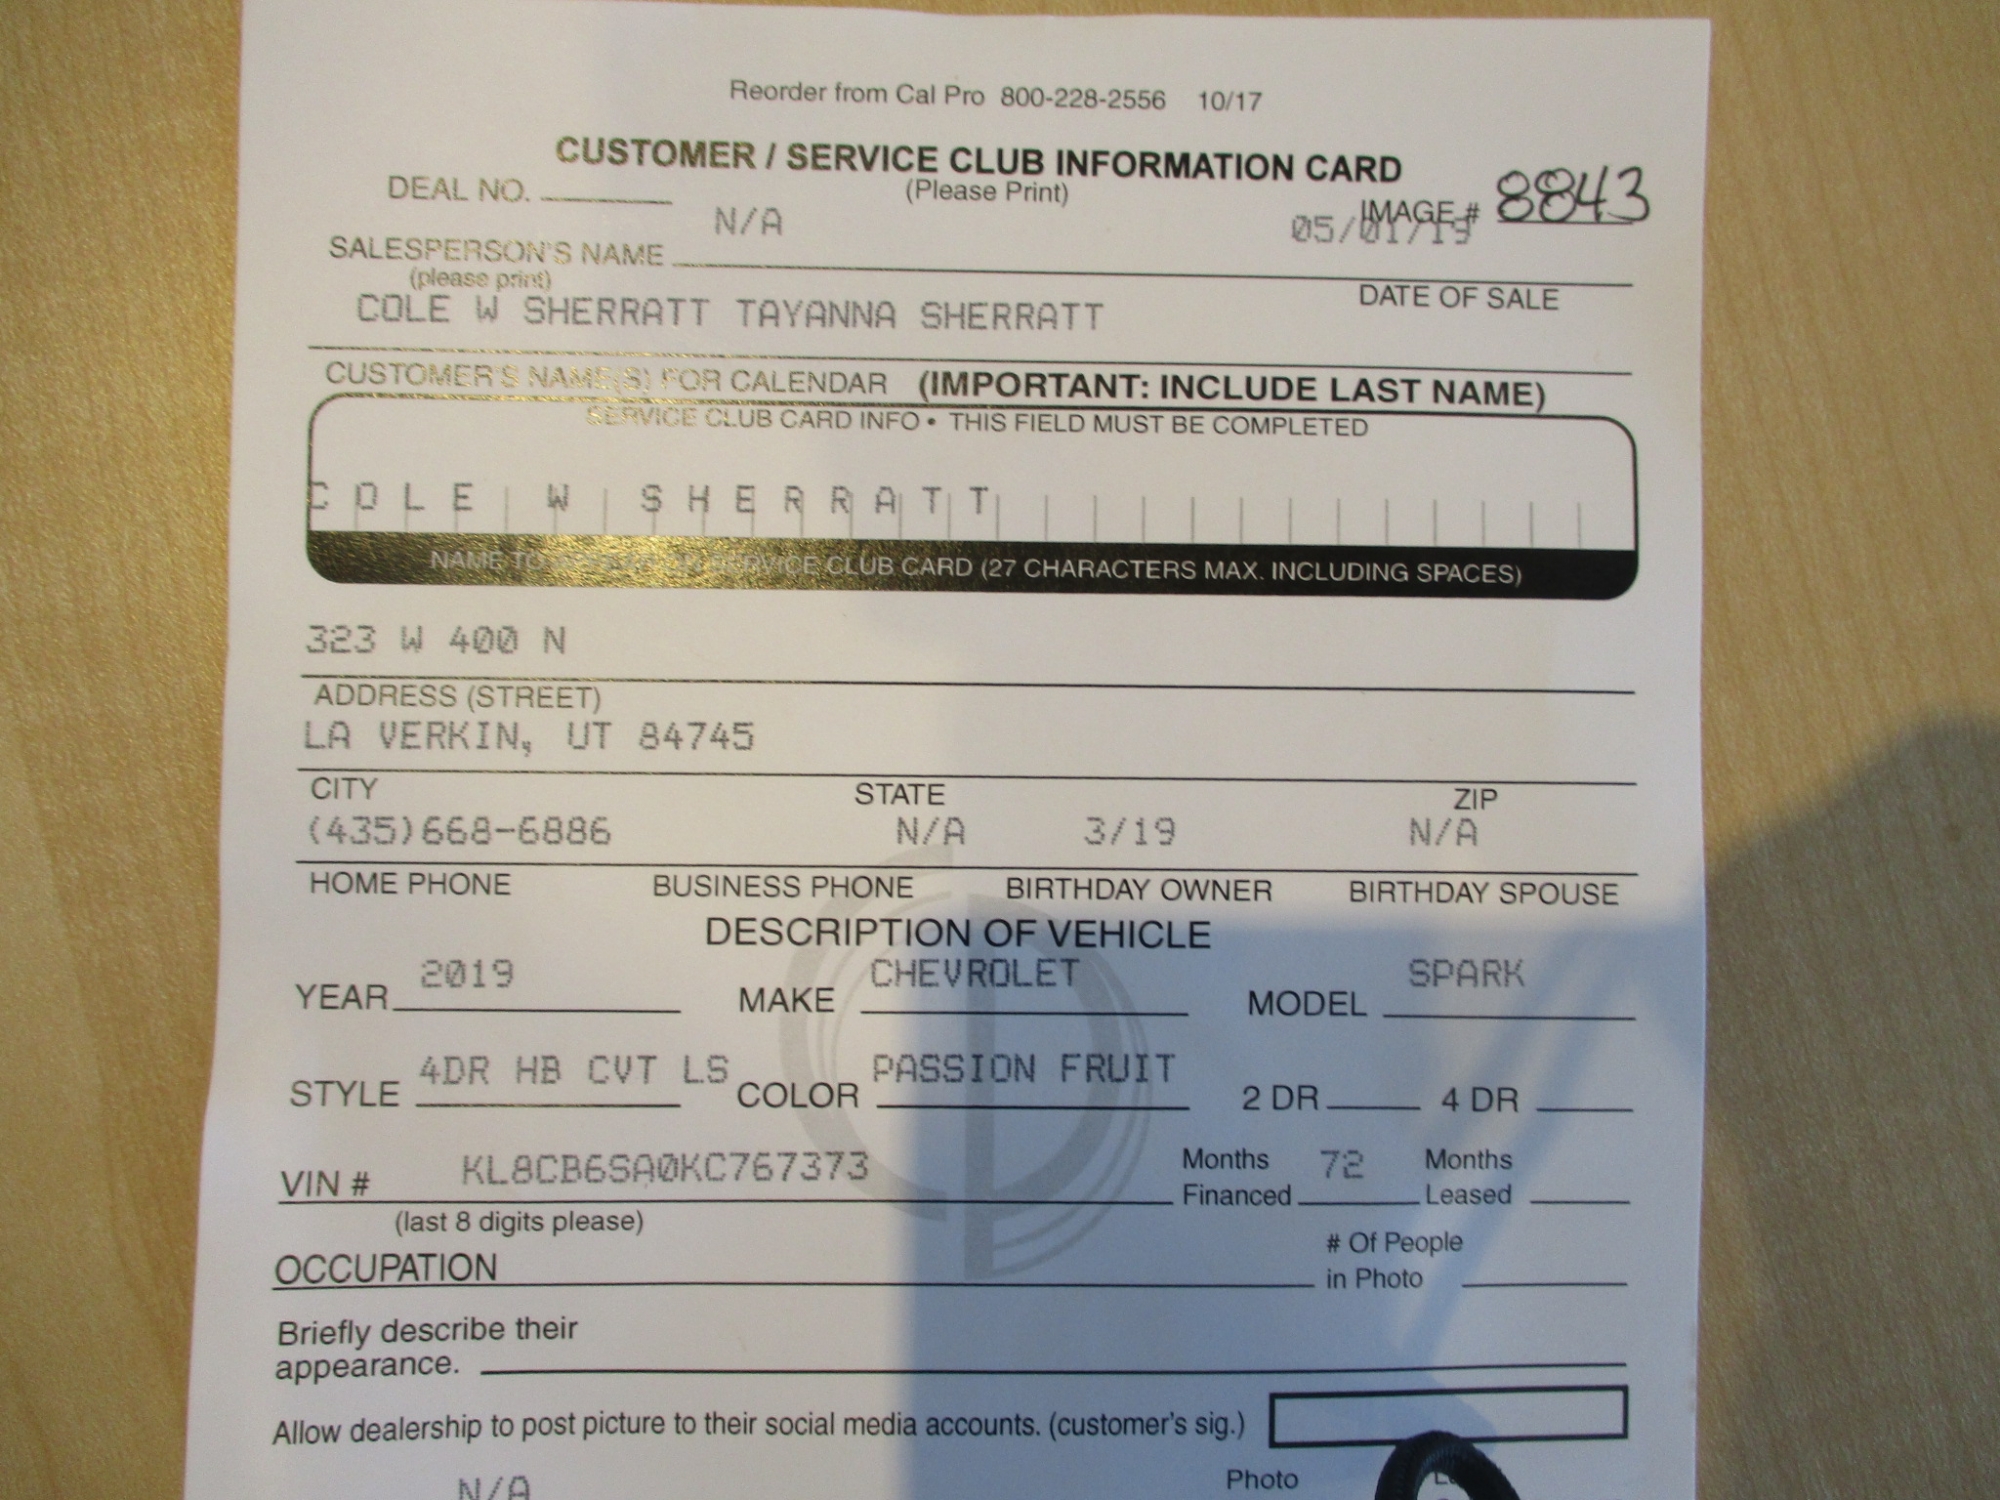 Reorder from Cal Pro 800-228-2556 10/17
CUSTOMER / SERVICE CLUB INFORMATION CARD
DEAL NO. (Please Print) IMAGE # 8843
N/A 05/01/19
SALESPERSON'S NAME
(please print) DATE OF SALE
COLE W SHERRATT TAYANNA SHERRATT
CUSTOMER'S NAME(S) FOR CALENDAR (IMPORTANT: INCLUDE LAST NAME)
SERVICE CLUB CARD INFO • THIS FIELD MUST BE COMPLETED
COLE W SHERRATT
NAME TO APPEAR ON SERVICE CLUB CARD (27 CHARACTERS MAX. INCLUDING SPACES)
323 W 400 N
ADDRESS (STREET)
LA VERKIN, UT 84745
CITY STATE ZIP
(435)668-6886 N/A 3/19 N/A
HOME PHONE BUSINESS PHONE BIRTHDAY OWNER BIRTHDAY SPOUSE
DESCRIPTION OF VEHICLE
YEAR 2019 MAKE CHEVROLET MODEL SPARK
STYLE 4DR HB CVT LS COLOR PASSION FRUIT 2 DR 4 DR
VIN # KL8CB6SA0KC767373 Months Financed 72 Months Leased
(last 8 digits please)
OCCUPATION # Of People in Photo
Briefly describe their
appearance.
Allow dealership to post picture to their social media accounts. (customer's sig.)
N/A Photo